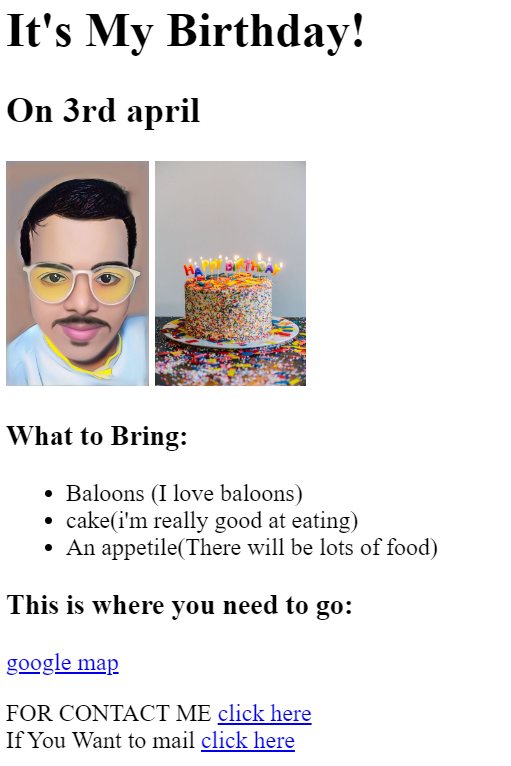 It's My Birthday!
On 3rd april
HAPPY BIRTHDAY
What to Bring:
Baloons (I love baloons)
cake(i'm really good at eating)
An appetile(There will be lots of food)
This is where you need to go:
google map
FOR CONTACT ME click here
If You Want to mail click here